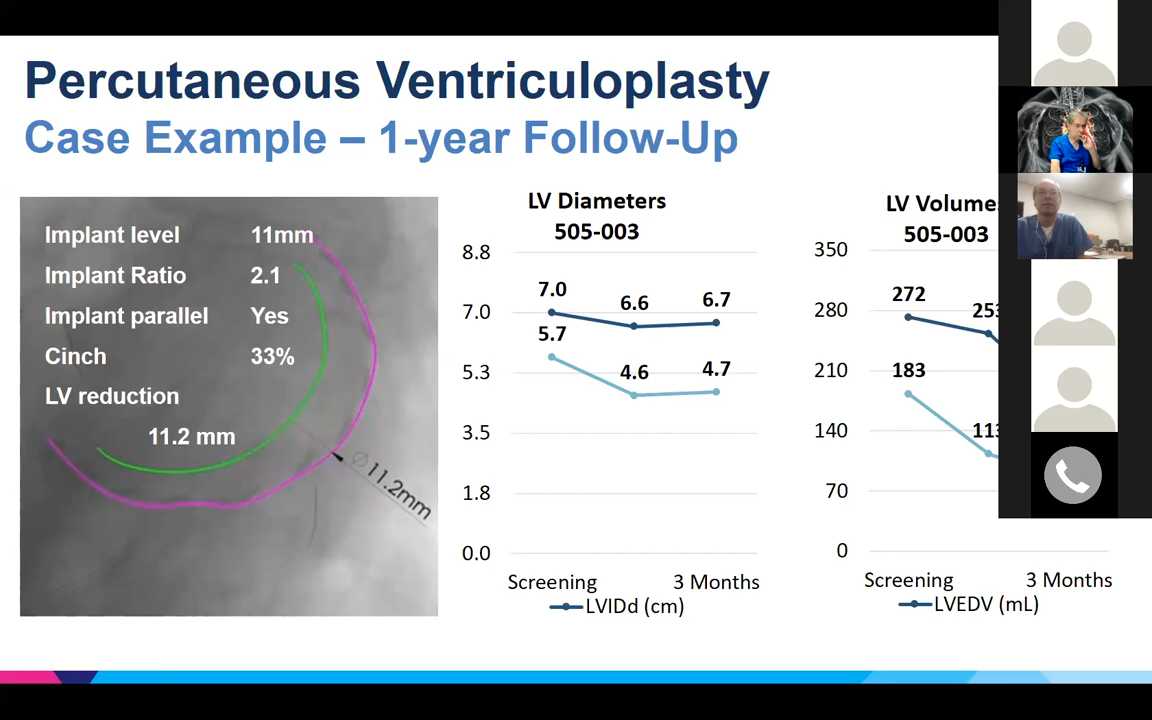 Percutaneous Ventriculoplasty
Case Example – 1-year Follow-Up
Implant level 11mm
Implant Ratio 2.1
Implant parallel Yes
Cinch 33%
LV reduction
11.2 mm
Ø11.2mm
LV Diameters
505-003
8.8
7.0
5.3
3.5
1.8
0.0
7.0
6.6
6.7
5.7
4.6
4.7
Screening 3 Months
LVIDd (cm)
LV Volumes
505-003
350
280
210
140
70
0
272
253
183
113
Screening 3 Months
LVEDV (mL)